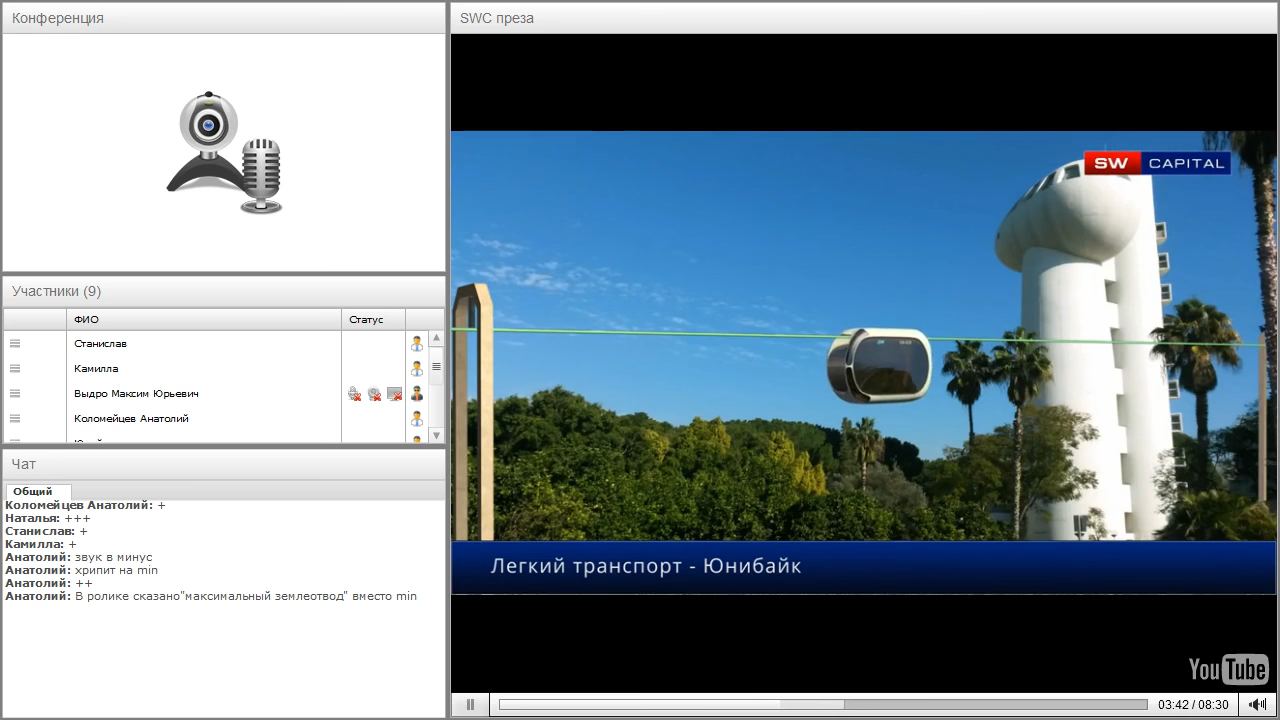 Конференция
SWC преза
SW CAPITAL
Участники (9)
ФИО
Статус
Станислав
Камилла
Выдро Максим Юрьевич
Коломейцев Анатолий
Чат
Общий
Коломейцев Анатолий: +
Наталья: +++
Станислав: +
Камилла: +
Анатолий: звук в минус
Анатолий: хрипит на min
Анатолий: ++
Анатолий: В ролике сказано"максимальный землеотвод" вместо min
Легкий транспорт - Юнибайк
YouTube
03:42 / 08:30